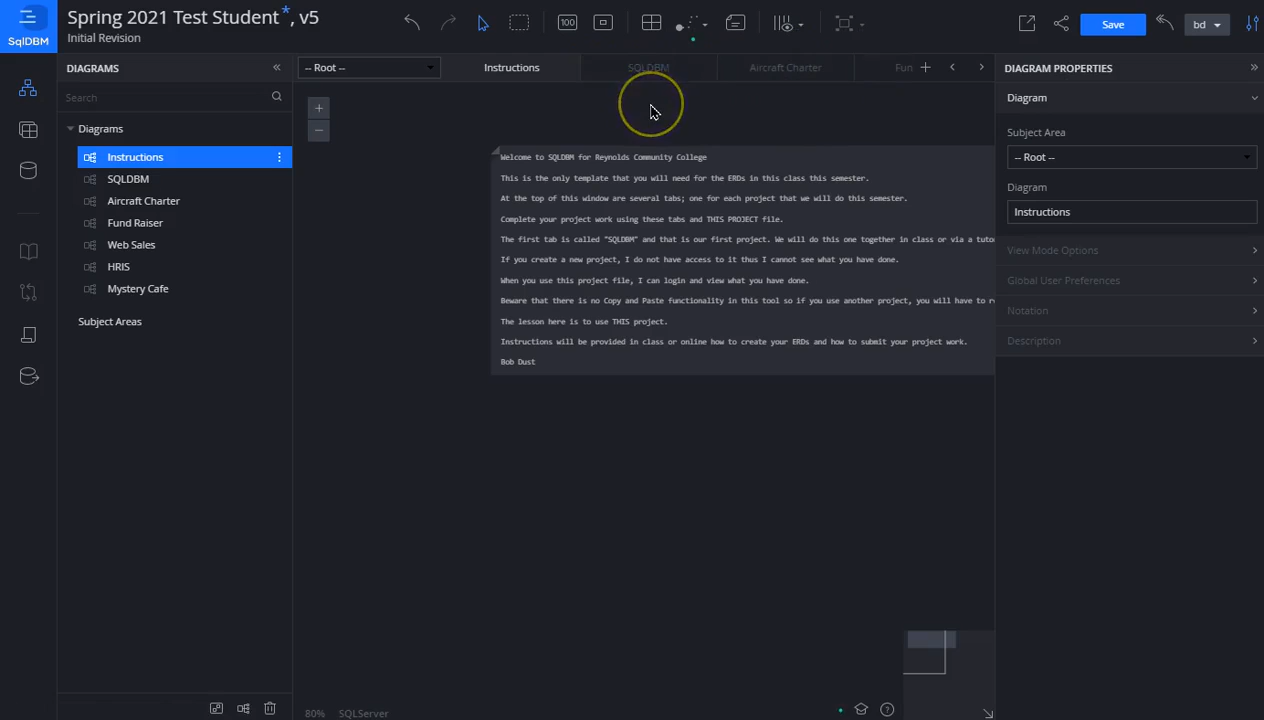 SqlDBM
Spring 2021 Test Student*, v5
Initial Revision
100
Save
bd
DIAGRAMS
Search
Diagrams
Instructions
SQLDBM
Aircraft Charter
Fund Raiser
Web Sales
HRIS
Mystery Cafe
Subject Areas
-- Root --
Instructions
SQLDBM
Aircraft Charter
Fun
Welcome to SQLDBM for Reynolds Community College
This is the only template that you will need for the ERDs in this class this semester.
At the top of this window are several tabs; one for each project that we will do this semester.
Complete your project work using these tabs and THIS PROJECT file.
The first tab is called "SQLDBM" and that is our first project. We will do this one together in class or via a tuto
If you create a new project, I do not have access to it thus I cannot see what you have done.
When you use this project file, I can login and view what you have done.
Beware that there is no Copy and Paste functionality in this tool so if you use another project, you will have to r
The lesson here is to use THIS project.
Instructions will be provided in class or online how to create your ERDs and how to submit your project work.
Bob Dust
80%
SQLServer
DIAGRAM PROPERTIES
Diagram
Subject Area
-- Root --
Diagram
Instructions
View Mode Options
Global User Preferences
Notation
Description